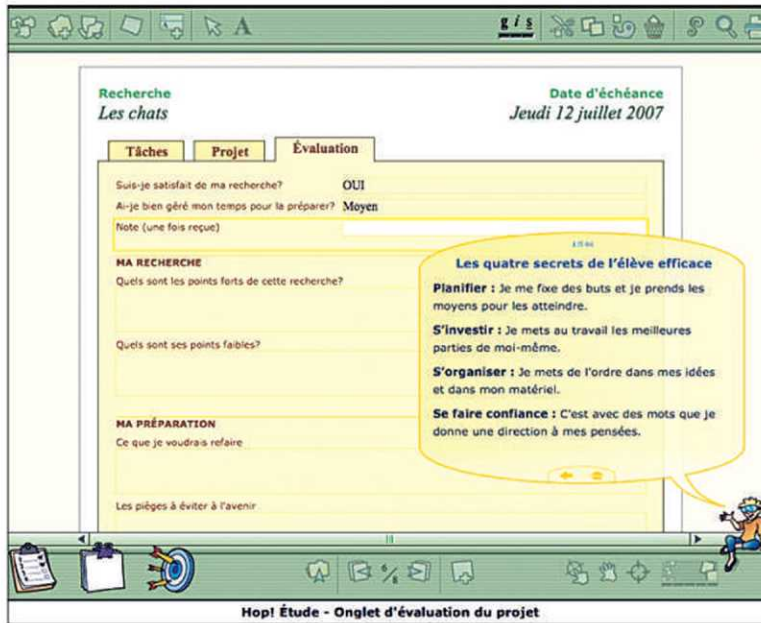 A
g i s
Recherche
Date d'échéance
Les chats
Jeudi 12 juillet 2007
Tâches
Projet
Évaluation
Suis-je satisfait de ma recherche?
OUI
Ai-je bien géré mon temps pour la préparer?
Moyen
Note (une fois reçue)
MA RECHERCHE
Quels sont les points forts de cette recherche?
Quels sont ses points faibles?
MA PRÉPARATION
Ce que je voudrais refaire
Les pièges à éviter à l'avenir
Les quatre secrets de l'élève efficace
Planifier : Je me fixe des buts et je prends les
moyens pour les atteindre.
S'investir : Je mets au travail les meilleures
parties de moi-même.
S'organiser : Je mets de l'ordre dans mes idées
et dans mon matériel.
Se faire confiance : C'est avec des mots que je
donne une direction à mes pensées.
6/8
Hop! Étude - Onglet d'évaluation du projet